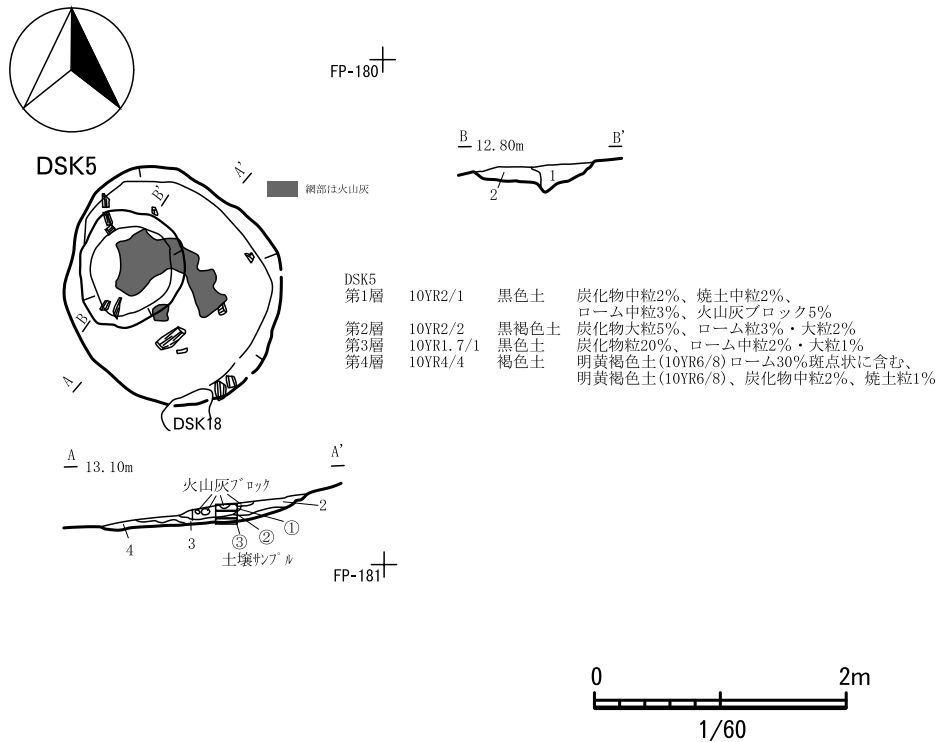 FP-180
DSK5
A'
B'
網部は火山灰
B
A
DSK18
B 12.80m B'
1
2
DSK5
第1層 10YR2/1 黒色土 炭化物中粒2%、焼土中粒2%、
ローム中粒3%、火山灰ブロック5%
第2層 10YR2/2 黒褐色土 炭化物大粒5%、ローム粒3%・大粒2%
第3層 10YR1.7/1 黒色土 炭化物粒20%、ローム中粒2%・大粒1%
第4層 10YR4/4 褐色土 明黄褐色土(10YR6/8)ローム30%斑点状に含む、
明黄褐色土(10YR6/8)、炭化物中粒2%、焼土粒1%
A 13.10m A'
火山灰ブロック
2
①
②
③
3
4
土壌サンプル
FP-181
0 2m
1/60